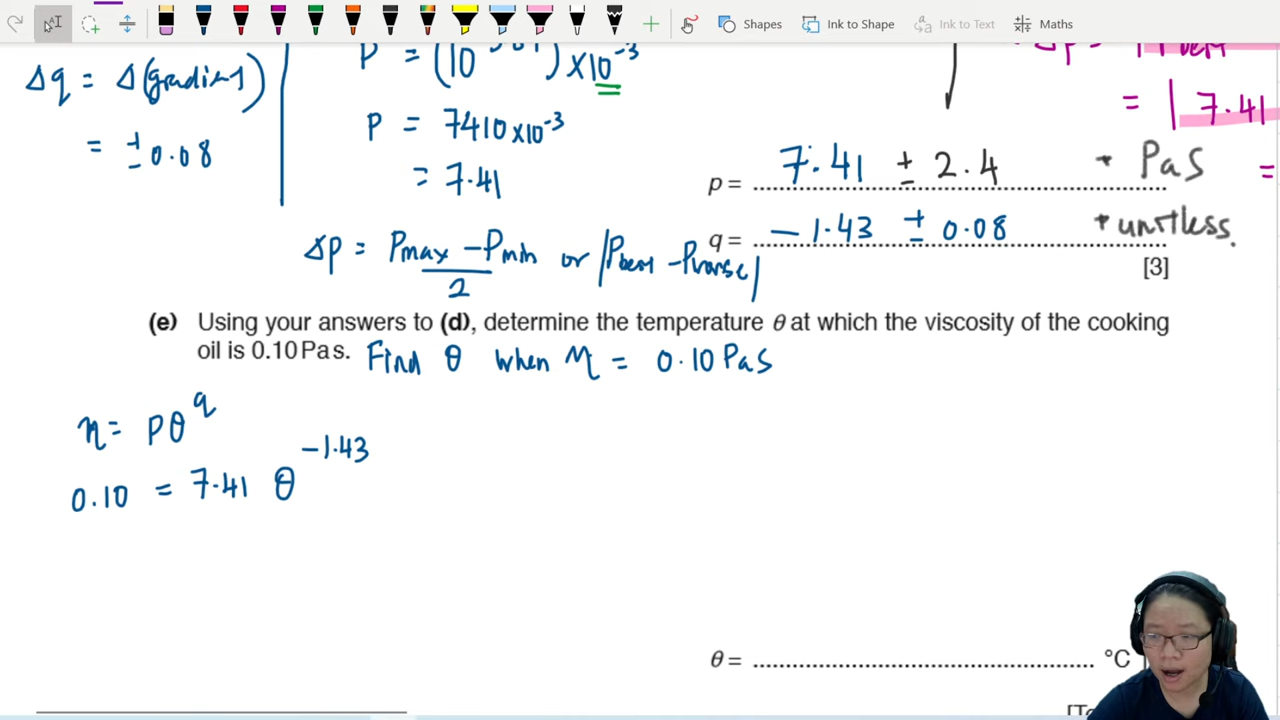 Shapes Ink to Shape Ink to Text Maths
Δq = Δ(gradient)
= ± 0.08
P = (10 ) × 10⁻³
P = 7410 × 10⁻³
= 7.41
ΔP = Pmax − Pmin / 2 or |Pbest − Pworse|
= | 7.41
p = 7.41 ± 2.4 Pas
q = − 1.43 ± 0.08 unitless.
[3]
(e) Using your answers to (d), determine the temperature θ at which the viscosity of the cooking
oil is 0.10 Pa s. Find θ when η = 0.10 Pas
η = Pθ^q
0.10 = 7.41 θ^−1.43
θ = °C